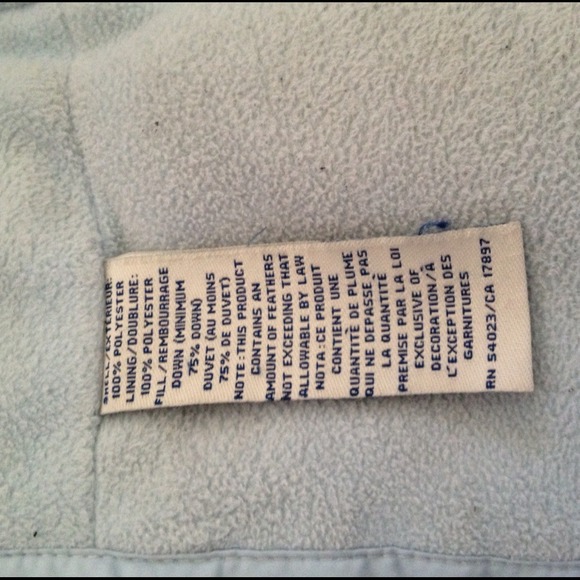 SHELL/EXTÉRIEUR:
100% POLYESTER
LINING/DOUBLURE:
100% POLYESTER
FILL/REMBOURRAGE
DOWN (MINIMUM
75% DOWN)
DUVET (AU MOINS
75% DE DUVET)
NOTE:THIS PRODUCT
CONTAINS AN
AMOUNT OF FEATHERS
NOT EXCEEDING THAT
ALLOWABLE BY LAW
NOTA:CE PRODUIT
CONTIENT UNE
QUANTITÈ DE PLUME
QUI NE DEPASSE PAS
LA QUANTITÈ
PREMISE PAR LA LOI
EXCLUSIVE OF
DECORATION/À
L'EXCEPTION DES
GARNITURES
RN 54023/CA 17897